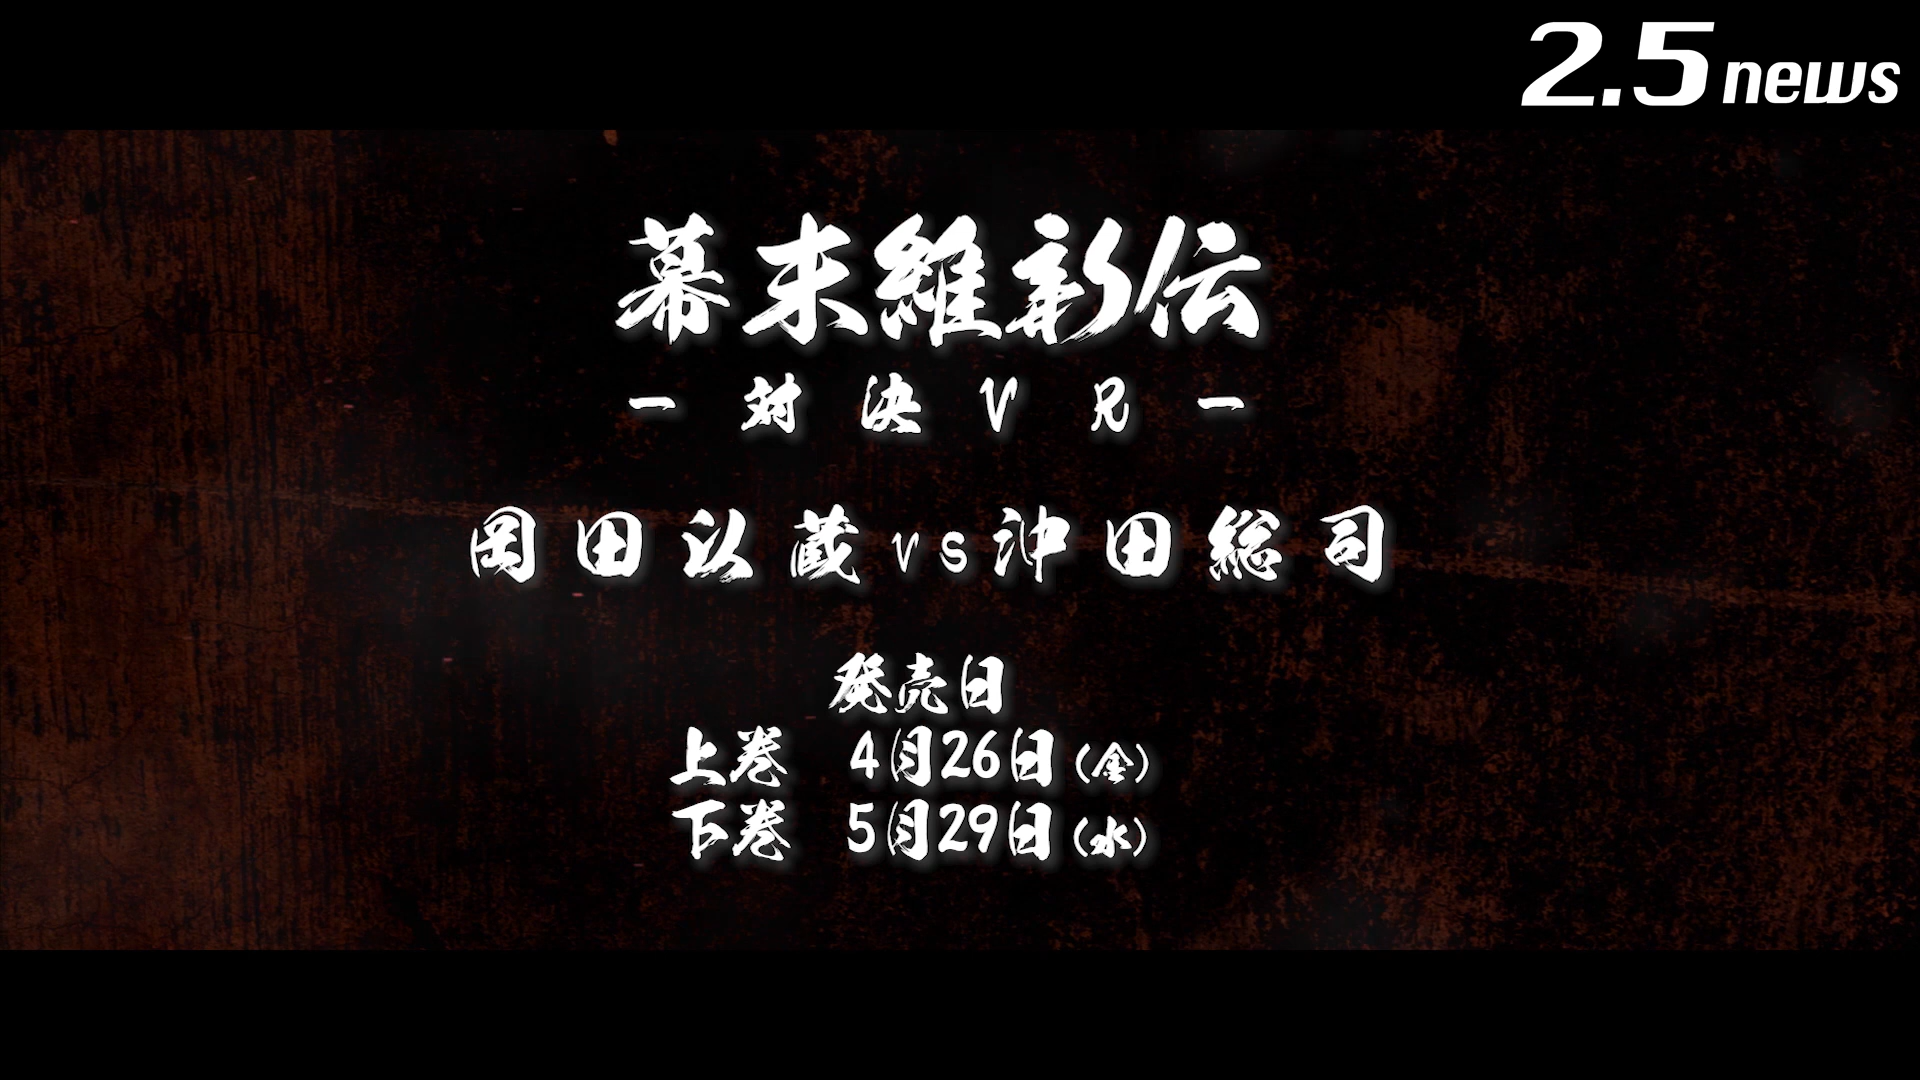 2.5news
幕末維新伝
-対決VR-
岡田以蔵vs沖田総司
発売日
上巻 4月26日(金)
下巻 5月29日(水)